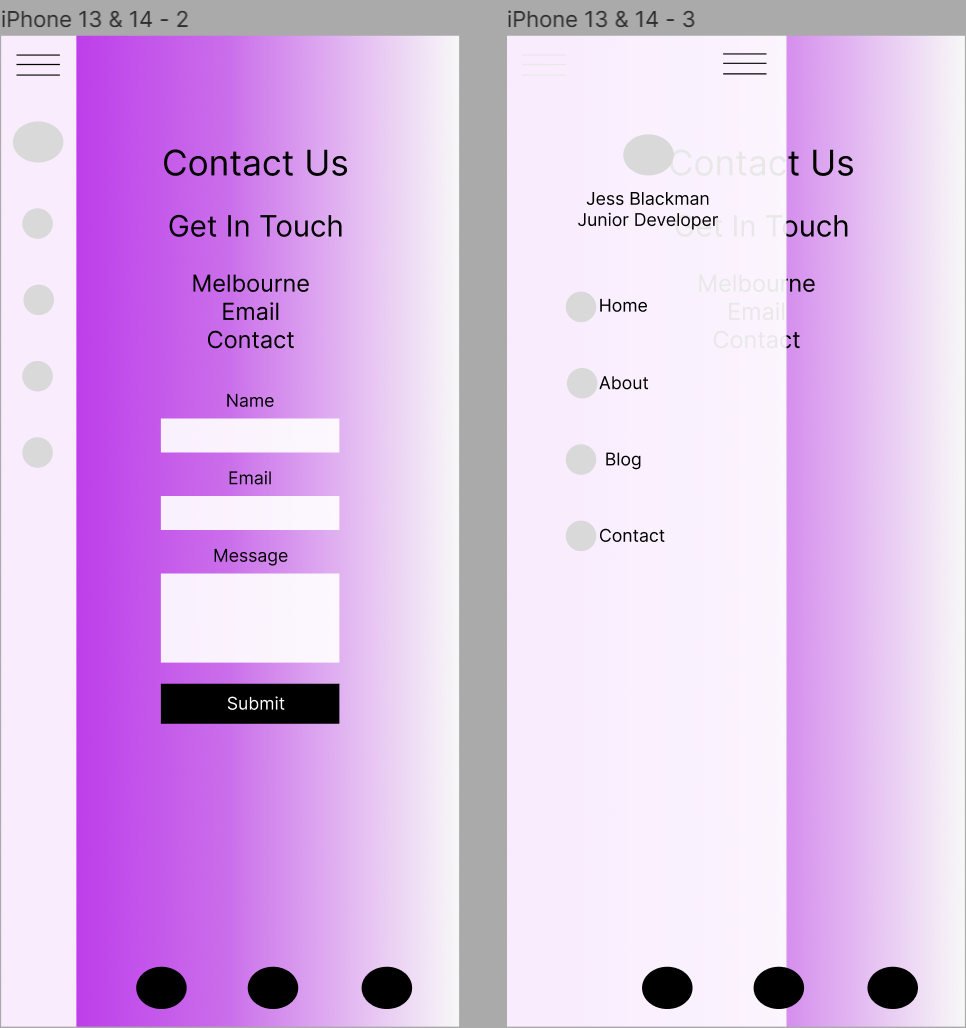 iPhone 13 & 14 - 2
Contact Us
Get In Touch
Melbourne
Email
Contact
Name
Email
Message
Submit
iPhone 13 & 14 - 3
Contact Us
Jess Blackman
Junior Developer
Get In Touch
Melbourne
Email
Contact
Home
About
Blog
Contact